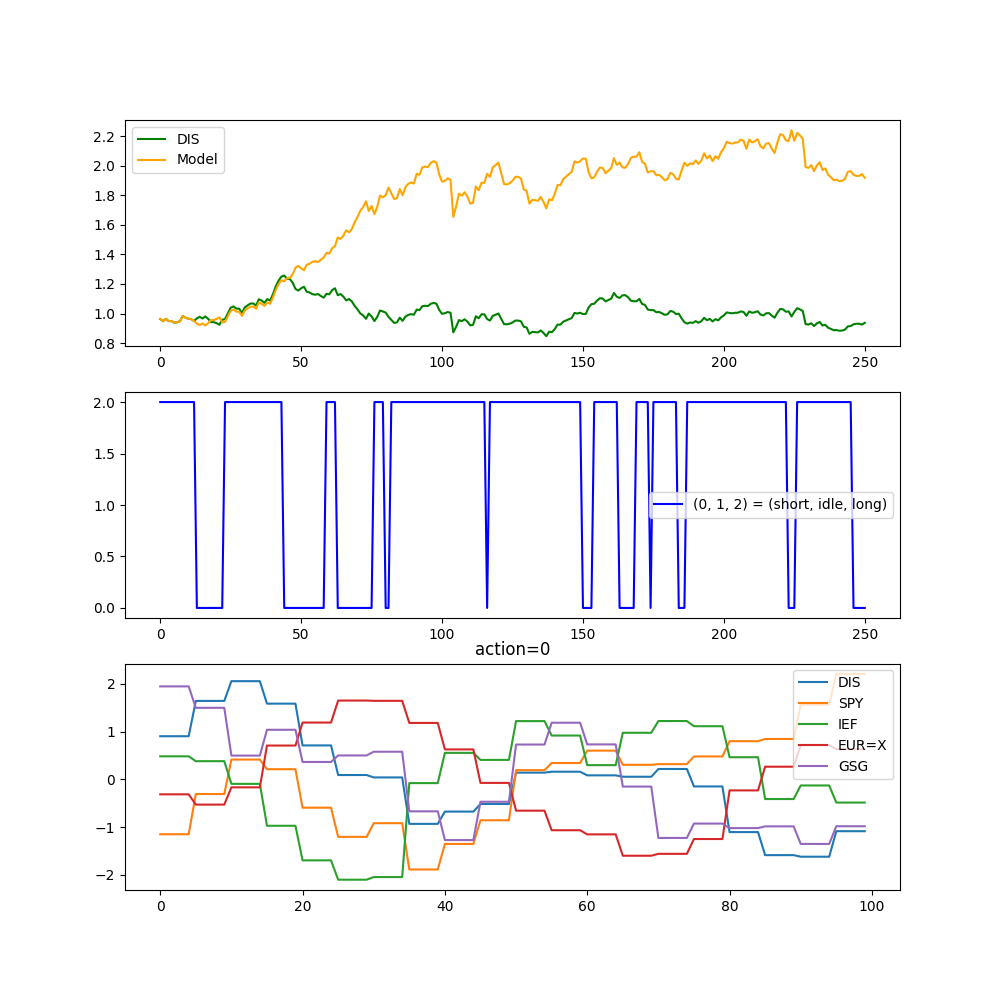 DIS
Model
2.2
2.0
1.8
1.6
1.4
1.2
1.0
0.8
0 50 100 150 200 250
2.0
1.5
1.0
0.5
0.0
(0, 1, 2) = (short, idle, long)
0 50 100 150 200 250
action=0
2
1
0
−1
−2
DIS
SPY
IEF
EUR=X
GSG
0 20 40 60 80 100